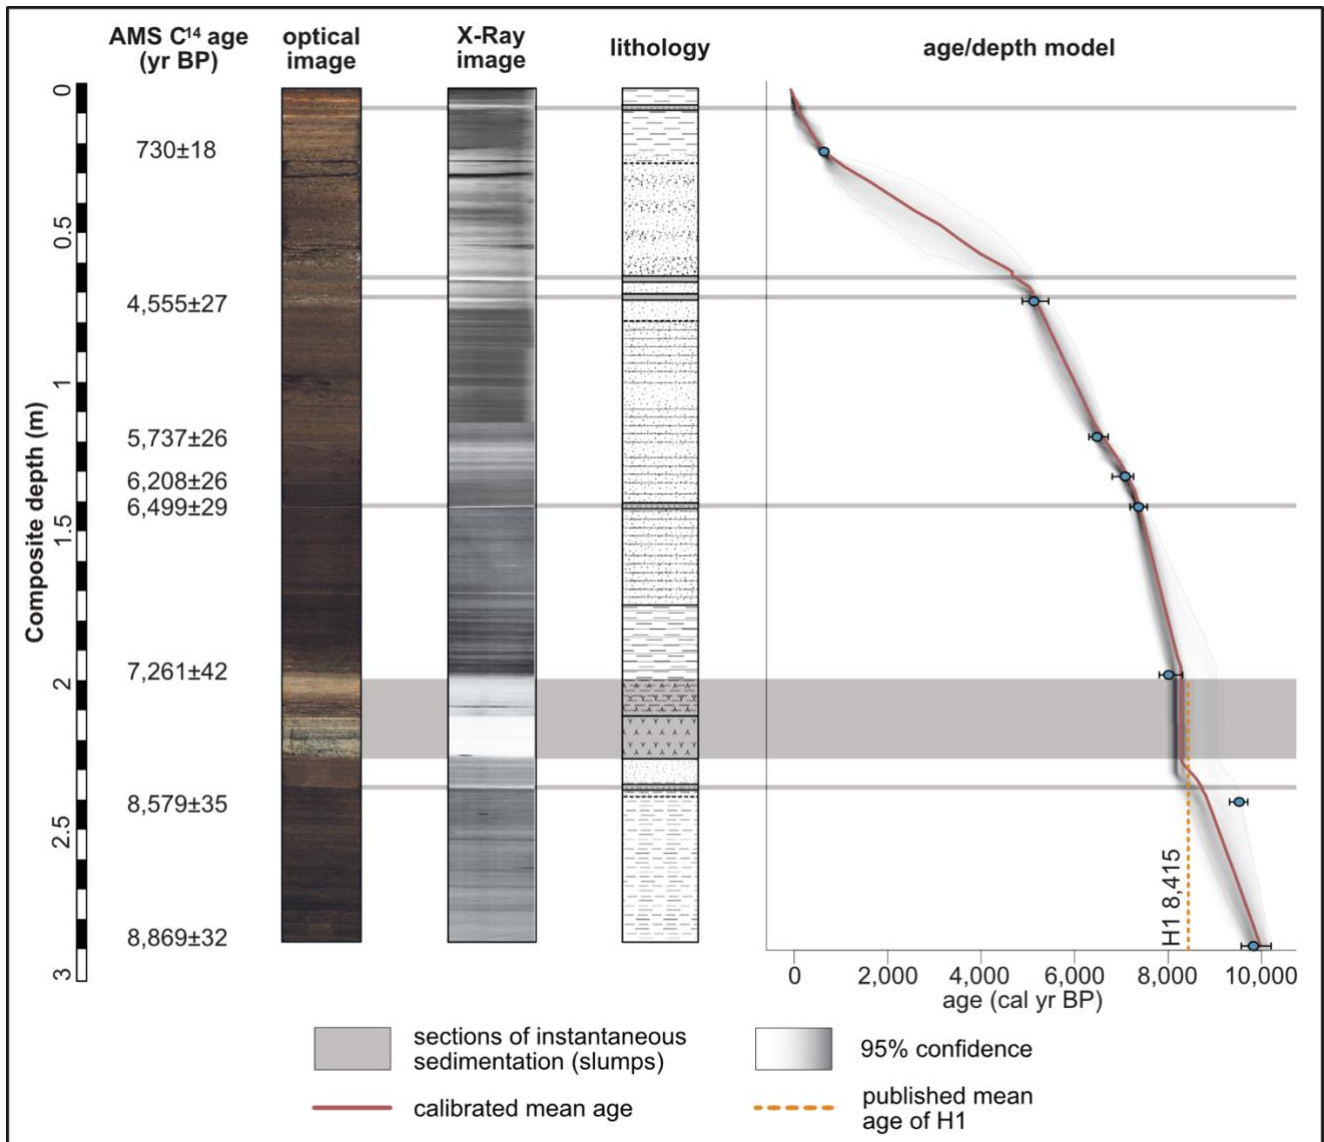 AMS C¹⁴ age
(yr BP)
optical
image
X-Ray
image
lithology
age/depth model
Composite depth (m)
0
0.5
1
1.5
2
2.5
3
730±18
4,555±27
5,737±26
6,208±26
6,499±29
7,261±42
8,579±35
8,869±32
H1 8,415
0
2,000
4,000
6,000
8,000
10,000
age (cal yr BP)
sections of instantaneous
sedimentation (slumps)
calibrated mean age
95% confidence
published mean
age of H1